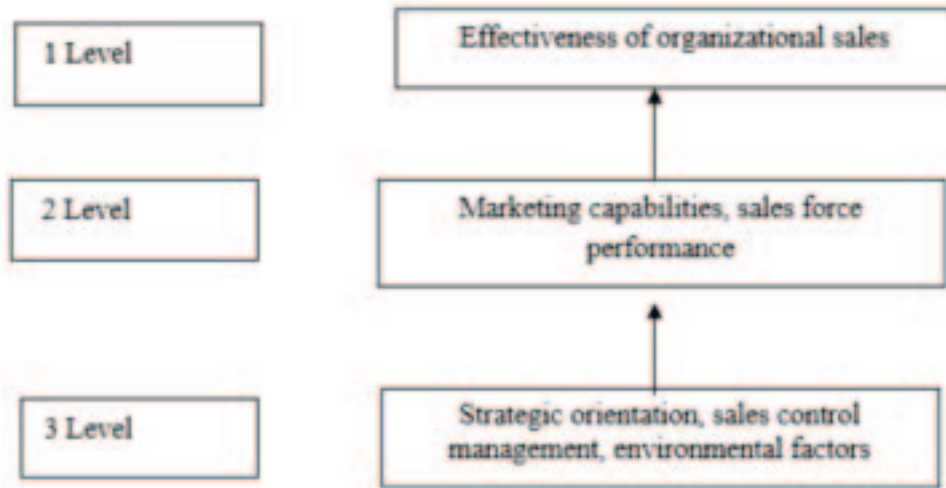 1 Level
Effectiveness of organizational sales
2 Level
Marketing capabilities, sales force
performance
3 Level
Strategic orientation, sales control
management, environmental factors